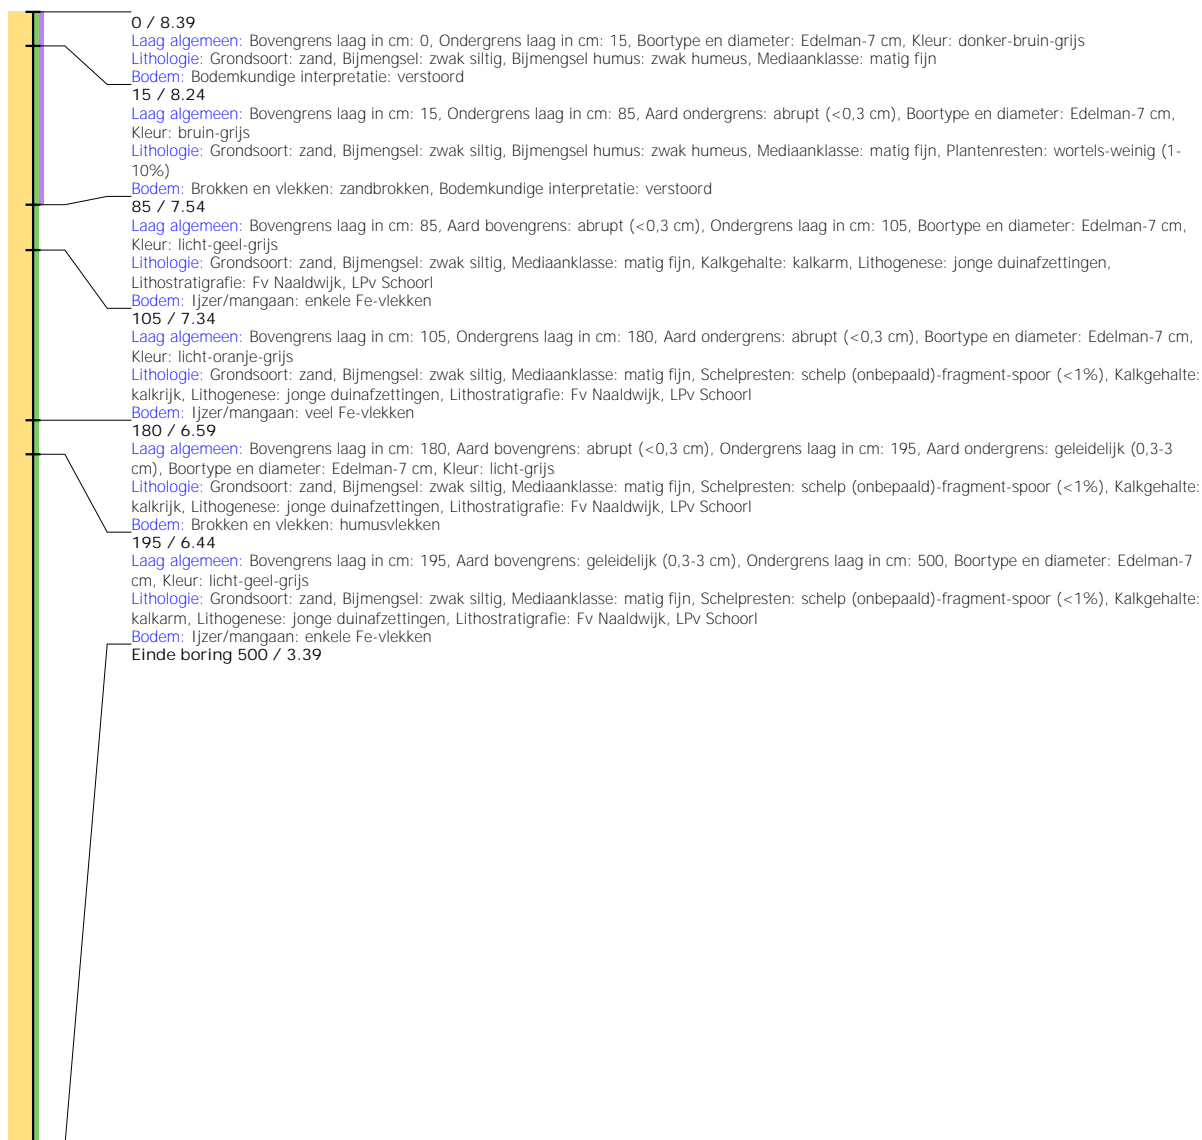 0 / 8.39
Laag algemeen: Bovengrens laag in cm: 0, Ondergrens laag in cm: 15, Boortype en diameter: Edelman-7 cm, Kleur: donker-bruin-grijs
Lithologie: Grondsoort: zand, Bijmengsel: zwak siltig, Bijmengsel humus: zwak humeus, Mediaanklasse: matig fijn
Bodem: Bodemkundige interpretatie: verstoord
15 / 8.24
Laag algemeen: Bovengrens laag in cm: 15, Ondergrens laag in cm: 85, Aard ondergrens: abrupt (<0,3 cm), Boortype en diameter: Edelman-7 cm,
Kleur: bruin-grijs
Lithologie: Grondsoort: zand, Bijmengsel: zwak siltig, Bijmengsel humus: zwak humeus, Mediaanklasse: matig fijn, Plantenresten: wortels-weinig (1-
10%)
Bodem: Brokken en vlekken: zandbrokken, Bodemkundige interpretatie: verstoord
85 / 7.54
Laag algemeen: Bovengrens laag in cm: 85, Aard bovengrens: abrupt (<0,3 cm), Ondergrens laag in cm: 105, Boortype en diameter: Edelman-7 cm,
Kleur: licht-geel-grijs
Lithologie: Grondsoort: zand, Bijmengsel: zwak siltig, Mediaanklasse: matig fijn, Kalkgehalte: kalkarm, Lithogenese: jonge duinafzettingen,
Lithostratigrafie: Fv Naaldwijk, LPv Schoorl
Bodem: Ijzer/mangaan: enkele Fe-vlekken
105 / 7.34
Laag algemeen: Bovengrens laag in cm: 105, Ondergrens laag in cm: 180, Aard ondergrens: abrupt (<0,3 cm), Boortype en diameter: Edelman-7 cm,
Kleur: licht-oranje-grijs
Lithologie: Grondsoort: zand, Bijmengsel: zwak siltig, Mediaanklasse: matig fijn, Schelpresten: schelp (onbepaald)-fragment-spoor (<1%), Kalkgehalte:
kalkrijk, Lithogenese: jonge duinafzettingen, Lithostratigrafie: Fv Naaldwijk, LPv Schoorl
Bodem: Ijzer/mangaan: veel Fe-vlekken
180 / 6.59
Laag algemeen: Bovengrens laag in cm: 180, Aard bovengrens: abrupt (<0,3 cm), Ondergrens laag in cm: 195, Aard ondergrens: geleidelijk (0,3-3
cm), Boortype en diameter: Edelman-7 cm, Kleur: licht-grijs
Lithologie: Grondsoort: zand, Bijmengsel: zwak siltig, Mediaanklasse: matig fijn, Schelpresten: schelp (onbepaald)-fragment-spoor (<1%), Kalkgehalte:
kalkrijk, Lithogenese: jonge duinafzettingen, Lithostratigrafie: Fv Naaldwijk, LPv Schoorl
Bodem: Brokken en vlekken: humusvlekken
195 / 6.44
Laag algemeen: Bovengrens laag in cm: 195, Aard bovengrens: geleidelijk (0,3-3 cm), Ondergrens laag in cm: 500, Boortype en diameter: Edelman-7
cm, Kleur: licht-geel-grijs
Lithologie: Grondsoort: zand, Bijmengsel: zwak siltig, Mediaanklasse: matig fijn, Schelpresten: schelp (onbepaald)-fragment-spoor (<1%), Kalkgehalte:
kalkarm, Lithogenese: jonge duinafzettingen, Lithostratigrafie: Fv Naaldwijk, LPv Schoorl
Bodem: Ijzer/mangaan: enkele Fe-vlekken
Einde boring 500 / 3.39